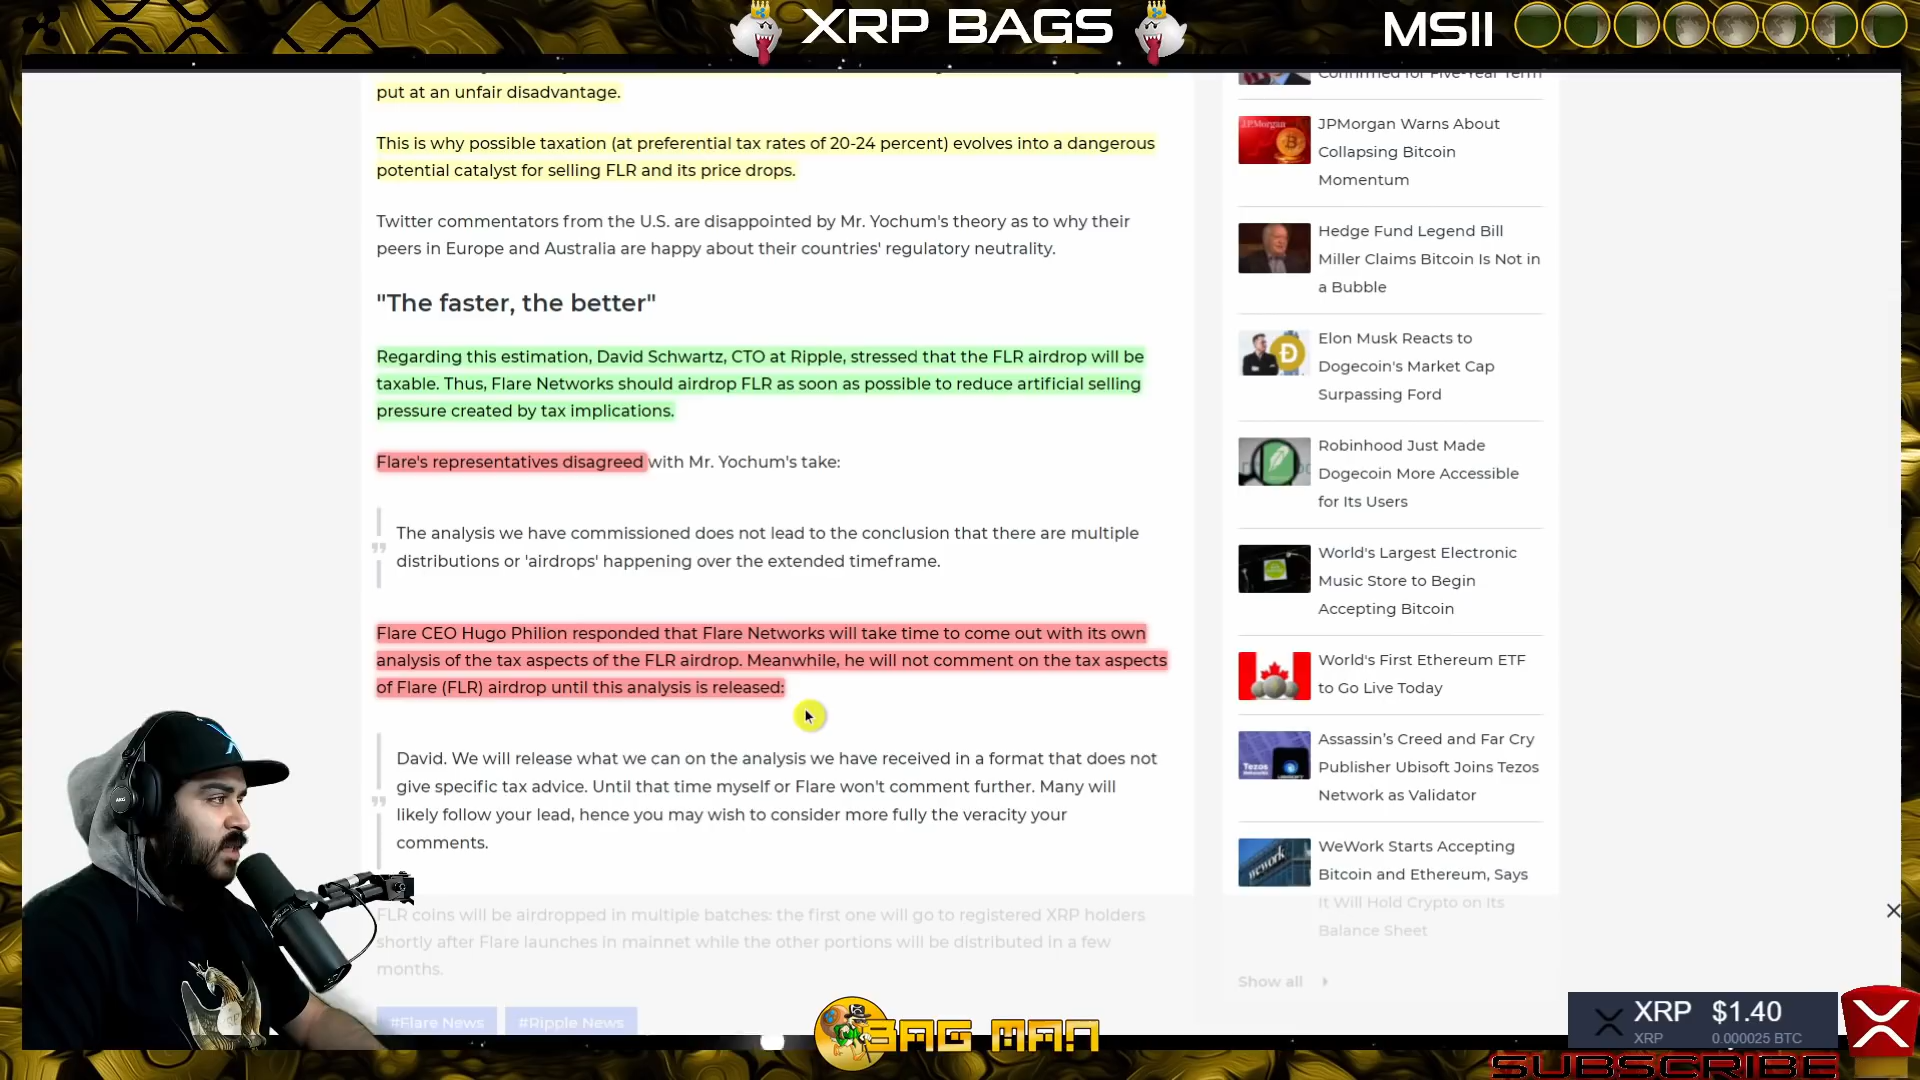 XRP BAGS
MSII
put at an unfair disadvantage.
This is why possible taxation (at preferential tax rates of 20-24 percent) evolves into a dangerous
potential catalyst for selling FLR and its price drops.
Twitter commentators from the U.S. are disappointed by Mr. Yochum's theory as to why their
peers in Europe and Australia are happy about their countries' regulatory neutrality.
"The faster, the better"
Regarding this estimation, David Schwartz, CTO at Ripple, stressed that the FLR airdrop will be
taxable. Thus, Flare Networks should airdrop FLR as soon as possible to reduce artificial selling
pressure created by tax implications.
Flare's representatives disagreed with Mr. Yochum's take:
The analysis we have commissioned does not lead to the conclusion that there are multiple
distributions or 'airdrops' happening over the extended timeframe.
Flare CEO Hugo Philion responded that Flare Networks will take time to come out with its own
analysis of the tax aspects of the FLR airdrop. Meanwhile, he will not comment on the tax aspects
of Flare (FLR) airdrop until this analysis is released:
David. We will release what we can on the analysis we have received in a format that does not
give specific tax advice. Until that time myself or Flare won't comment further. Many will
likely follow your lead, hence you may wish to consider more fully the veracity your
comments.
FLR coins will be airdropped in multiple batches: the first one will go to registered XRP holders
shortly after Flare launches in mainnet while the other portions will be distributed in a few
months.
#Flare News
#Ripple News
Confirmed for Five-Year Term
JPMorgan Warns About
Collapsing Bitcoin
Momentum
Hedge Fund Legend Bill
Miller Claims Bitcoin Is Not in
a Bubble
Elon Musk Reacts to
Dogecoin's Market Cap
Surpassing Ford
Robinhood Just Made
Dogecoin More Accessible
for Its Users
World's Largest Electronic
Music Store to Begin
Accepting Bitcoin
World's First Ethereum ETF
to Go Live Today
Assassin’s Creed and Far Cry
Publisher Ubisoft Joins Tezos
Network as Validator
WeWork Starts Accepting
Bitcoin and Ethereum, Says
It Will Hold Crypto on Its
Balance Sheet
Show all
BAG MAN
XRP $1.40
XRP 0.000025 BTC
SUBSCRIBE